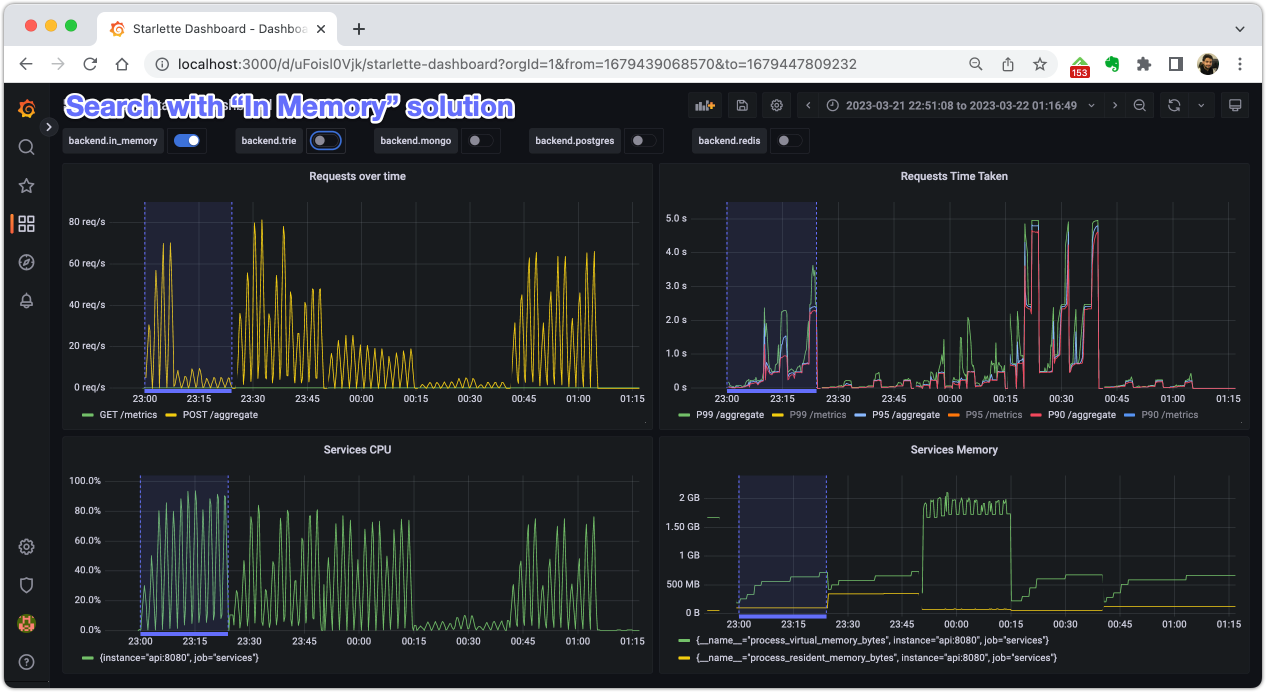 Starlette Dashboard - Dashboa
localhost:3000/d/uFoisl0Vjk/starlette-dashboard?orgId=1&from=1679439068570&to=1679447809232
153
Search with “In Memory” solution
2023-03-21 22:51:08 to 2023-03-22 01:16:49
backend.in_memory backend.trie backend.mongo backend.postgres backend.redis
Requests over time
80 req/s
60 req/s
40 req/s
20 req/s
0 req/s
23:00 23:15 23:30 23:45 00:00 00:15 00:30 00:45 01:00 01:15
GET /metrics POST /aggregate
Requests Time Taken
5.0 s
4.0 s
3.0 s
2.0 s
1.0 s
0 s
23:00 23:15 23:30 23:45 00:00 00:15 00:30 00:45 01:00 01:15
P99 /aggregate P99 /metrics P95 /aggregate P95 /metrics P90 /aggregate P90 /metrics
Services CPU
100.0%
80.0%
60.0%
40.0%
20.0%
0.0%
23:00 23:15 23:30 23:45 00:00 00:15 00:30 00:45 01:00 01:15
{instance="api:8080", job="services"}
Services Memory
2 GB
1.50 GB
1 GB
500 MB
0 B
23:00 23:15 23:30 23:45 00:00 00:15 00:30 00:45 01:00 01:15
{__name__="process_virtual_memory_bytes", instance="api:8080", job="services"}
{__name__="process_resident_memory_bytes", instance="api:8080", job="services"}